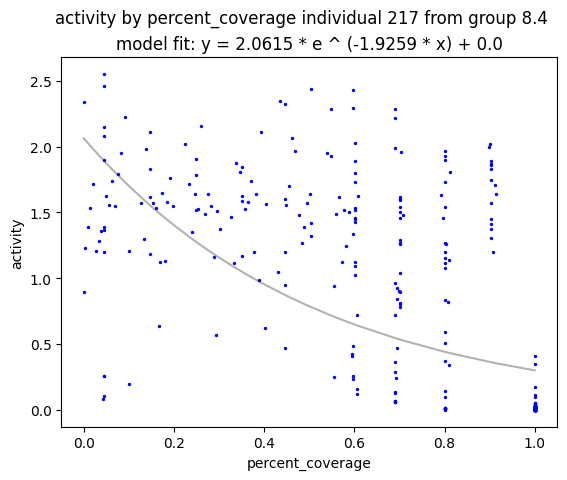 activity by percent_coverage individual 217 from group 8.4
model fit: y = 2.0615 * e ^ (-1.9259 * x) + 0.0
2.5
2.0
1.5
1.0
0.5
0.0
activity
0.0 0.2 0.4 0.6 0.8 1.0
percent_coverage